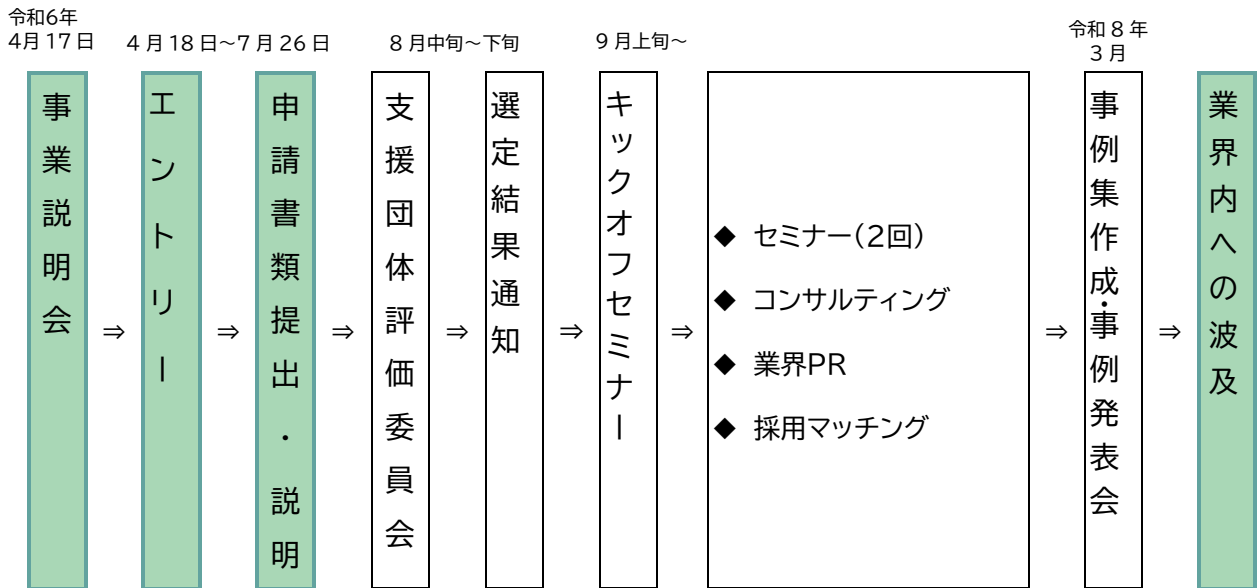 令和6年
4月17日
4月18日~7月26日
8月中旬~下旬
9月上旬~
令和8年
3月
事業説明会
⇒
エントリー
⇒
申請書類提出・説明
⇒
支援団体評価委員会
⇒
選定結果通知
⇒
キックオフセミナー
⇒
◆ セミナー(2回)
◆ コンサルティング
◆ 業界PR
◆ 採用マッチング
⇒
事例集作成・事例発表会
⇒
業界内への波及